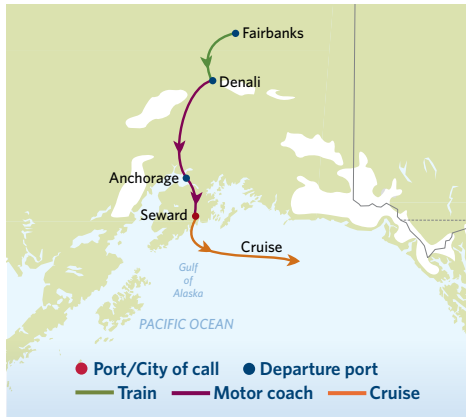 Fairbanks
Denali
Anchorage
Seward
Cruise
Gulf
of
Alaska
PACIFIC OCEAN
Port/City of call
Departure port
Train
Motor coach
Cruise